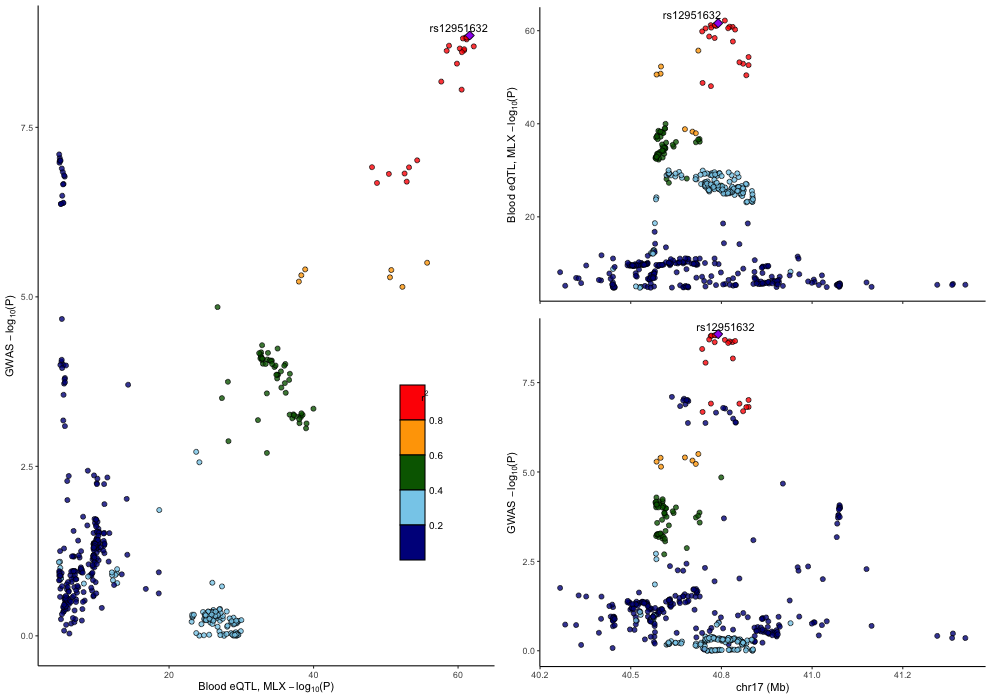 rs12951632
7.5
5.0
2.5
0.0
GWAS −log10(P)
20
40
60
Blood eQTL, MLX −log10(P)
r²
0.8
0.6
0.4
0.2
rs12951632
60
40
20
Blood eQTL, MLX −log10(P)
rs12951632
7.5
5.0
2.5
0.0
GWAS −log10(P)
40.2
40.5
40.8
41.0
41.2
chr17 (Mb)